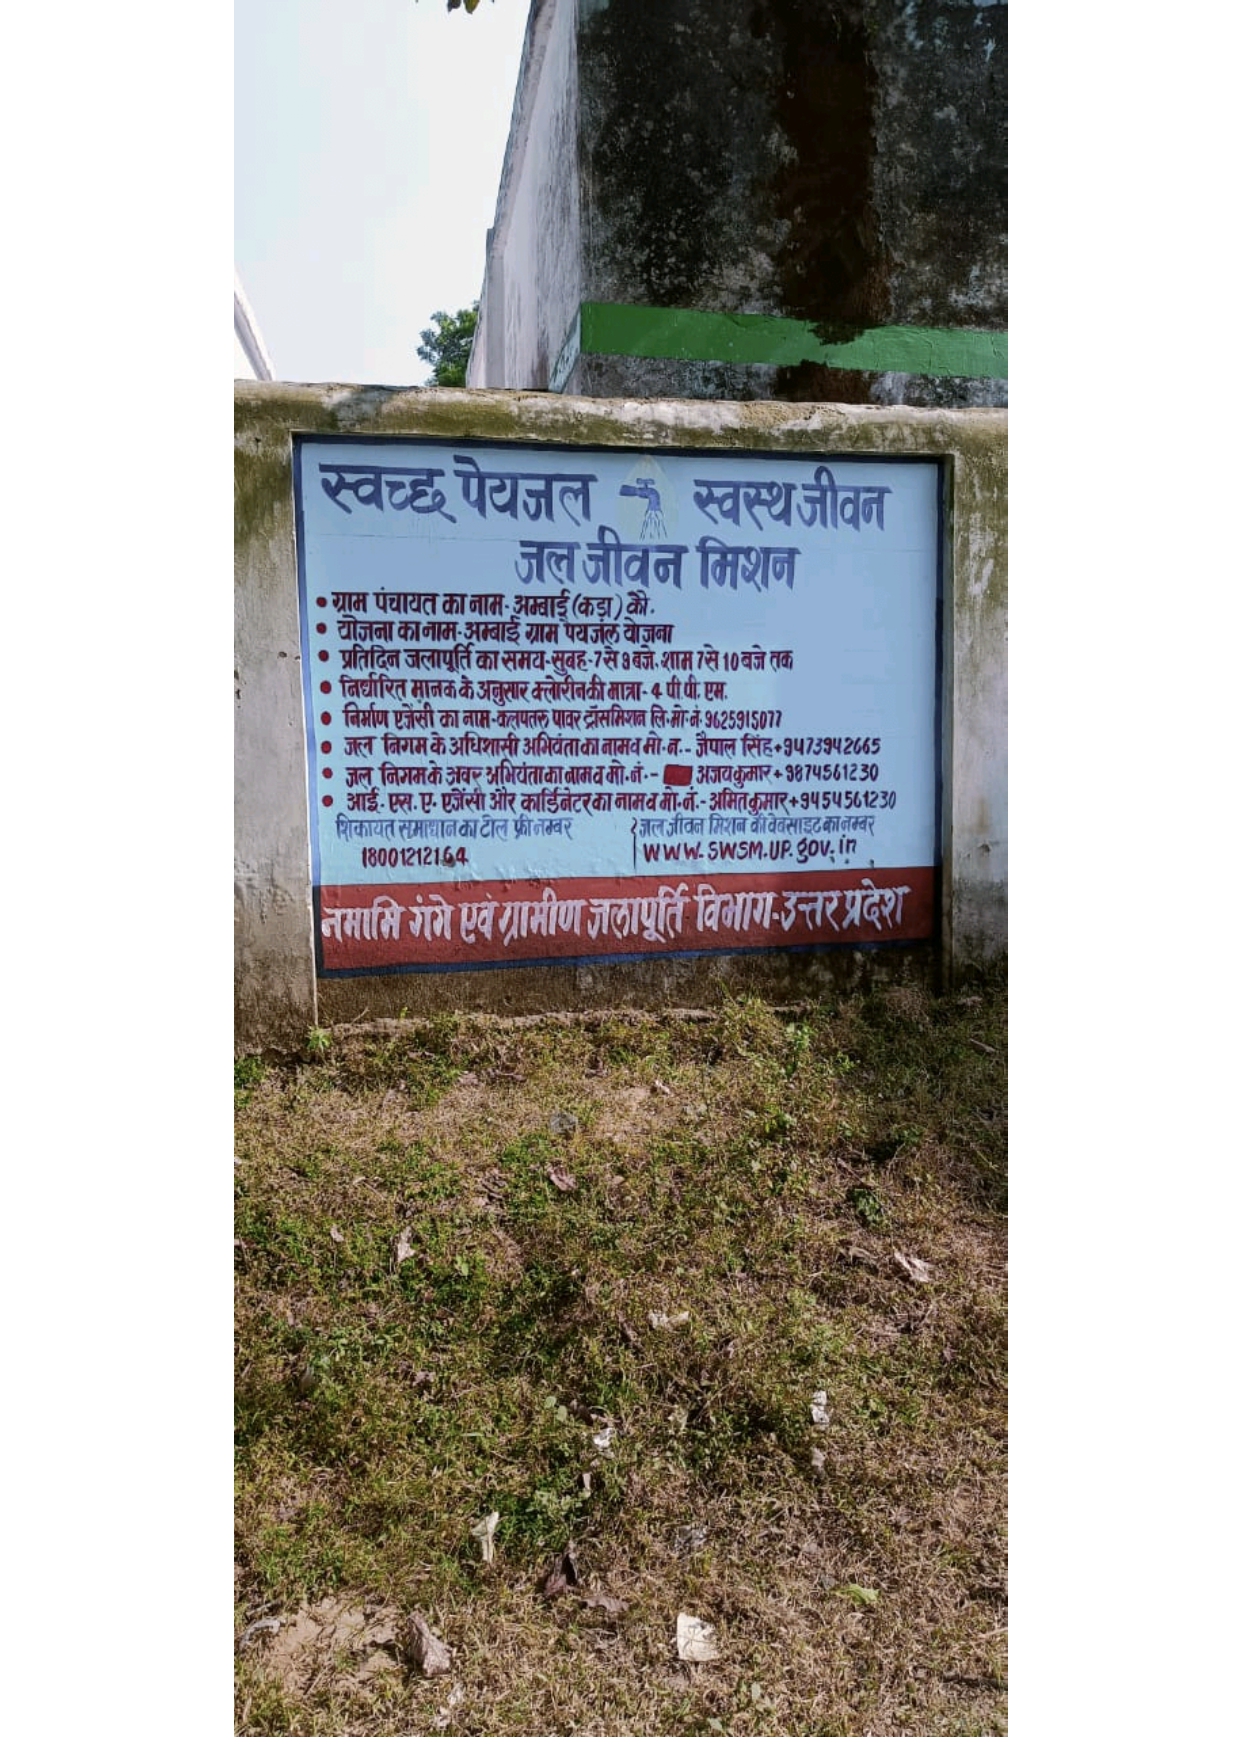 स्वच्छ पेयजल स्वस्थ जीवन
जल जीवन मिशन
• ग्राम पंचायत का नाम- अम्बाई (कड़ा) कौ.
• योजना का नाम- अम्बाई ग्राम पेयजल योजना
• प्रतिदिन जलापूर्ति का समय-सुबह-7 से 9 बजे. शाम 7 से 10 बजे तक
• निर्धारित मानक के अनुसार क्लोरीन की मात्रा- 4 पी. पी. एम.
• निर्माण एजेंसी का नाम- कलपतरू पावर ट्रॉसमिशन लि. मो. नं. 9625915077
• जल निगम के अधिशासी अभियंता का नाम व मो. न.- जैपाल सिंह +9473942665
• जल निगम के अवर अभियंता का नाम व मो. नं.- अजय कुमार + 9874561230
• आई. एस. ए. एजेंसी और कार्डिनेटर का नाम व मो. नं.- अमित कुमार +9454561230
शिकायत समाधान का टोल फ्री नम्बर जल जीवन मिशन की वेबसाइट का नम्बर
18001212164 WWW.SWSM.UP.gov.in
नमामि गंगे एवं ग्रामीण जलापूर्ति विभाग-उत्तर प्रदेश